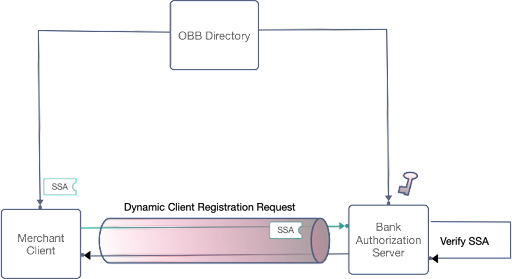 OBB Directory
SSA
Dynamic Client Registration Request
SSA
Merchant
Client
Bank
Authorization
Server
Verify SSA